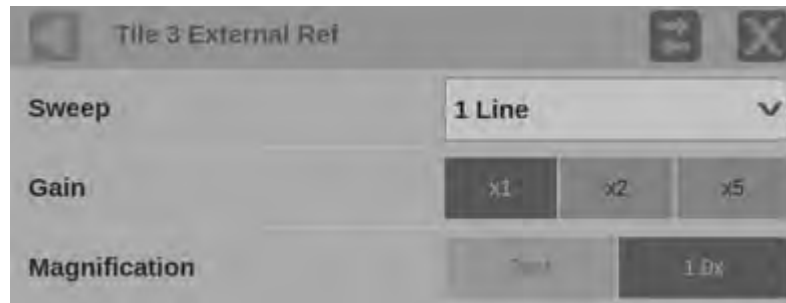 Tile 3 External Ref
Sweep 1 Line
Gain x1 x2 x5
Magnification 1.0x